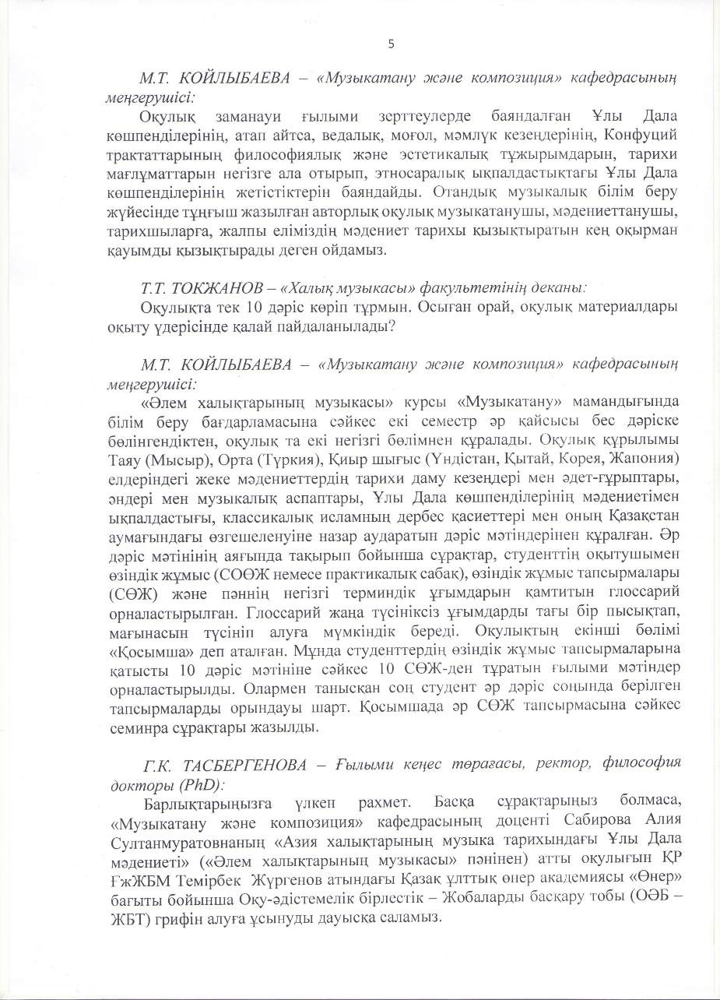 5
М.Т. КОЙЛЫБАЕВА – «Музыкатану және композиция» кафедрасының
меңгерушісі:
Оқулық заманауи ғылыми зерттеулерде баяндалған Ұлы Дала
көшпенділерінің, атап айтса, ведалық, моғол, мәмлүк кезеңдерінің, Конфуций
трактаттарының философиялық және эстетикалық тұжырымдарын, тарихи
мағлұматтарын негізге ала отырып, этносаралық ықпалдастықтағы Ұлы Дала
көшпенділерінің жетістіктерін баяндайды. Отандық музыкалық білім беру
жүйесінде тұңғыш жазылған авторлық оқулық музыкатанушы, мәдениеттанушы,
тарихшыларға, жалпы еліміздің мәдениет тарихы қызықтыратын кең оқырман
қауымды қызықтырады деген ойдамыз.
Т.Т. ТОКЖАНОВ – «Халық музыкасы» факультетінің деканы:
Оқулықта тек 10 дәріс көріп тұрмын. Осыған орай, оқулық материалдары
оқыту үдерісінде қалай пайдаланылады?
М.Т. КОЙЛЫБАЕВА – «Музыкатану және композиция» кафедрасының
меңгерушісі:
«Әлем халықтарының музыкасы» курсы «Музыкатану» мамандығында
білім беру бағдарламасына сәйкес екі семестр әр қайсысы бес дәріске
бөлінгендіктен, оқулық та екі негізгі бөлімнен құралады. Оқулық құрылымы
Таяу (Мысыр), Орта (Түркия), Қиыр шығыс (Үндістан, Қытай, Корея, Жапония)
елдеріндегі жеке мәдениеттердің тарихи даму кезеңдері мен әдет-ғұрыптары,
әндері мен музыкалық аспаптары, Ұлы Дала көшпенділерінің мәдениетімен
ықпалдастығы, классикалық исламның дербес қасиеттері мен оның Қазақстан
аумағындағы өзгешеленуіне назар аударатын дәріс мәтіндерінен құралған. Әр
дәріс мәтінінің аяғында тақырып бойынша сұрақтар, студенттің оқытушымен
өзіндік жұмыс (СОӨЖ немесе практикалық сабақ), өзіндік жұмыс тапсырмалары
(СӨЖ) және пәннің негізгі терминдік ұғымдарын қамтитын глоссарий
орналастырылған. Глоссарий жаңа түсініксіз ұғымдарды тағы бір пысықтап,
мағынасын түсініп алуға мүмкіндік береді. Оқулықтың екінші бөлімі
«Қосымша» деп аталған. Мұнда студенттердің өзіндік жұмыс тапсырмаларына
қатысты 10 дәріс мәтініне сәйкес 10 СӨЖ-ден тұратын ғылыми мәтіндер
орналастырылды. Олармен танысқан соң студент әр дәріс соңында берілген
тапсырмаларды орындауы шарт. Қосымшада әр СӨЖ тапсырмасына сәйкес
семинра сұрақтары жазылды.
Г.К. ТАСБЕРГЕНОВА – Ғылыми кеңес төрағасы, ректор, философия
докторы (PhD):
Барлықтарыңызға үлкен рахмет. Басқа сұрақтарыңыз болмаса,
«Музыкатану және композиция» кафедрасының доценті Сабирова Алия
Султанмуратовнаның «Азия халықтарының музыка тарихындағы Ұлы Дала
мәдениеті» («Әлем халықтарының музыкасы» пәнінен) атты оқулығын ҚР
ҒжЖБМ Темірбек Жүргенов атындағы Қазақ ұлттық өнер академиясы «Өнер»
бағыты бойынша Оқу-әдістемелік бірлестік – Жобаларды басқару тобы (ОӘБ –
ЖБТ) грифін алуға ұсынуды дауысқа саламыз.